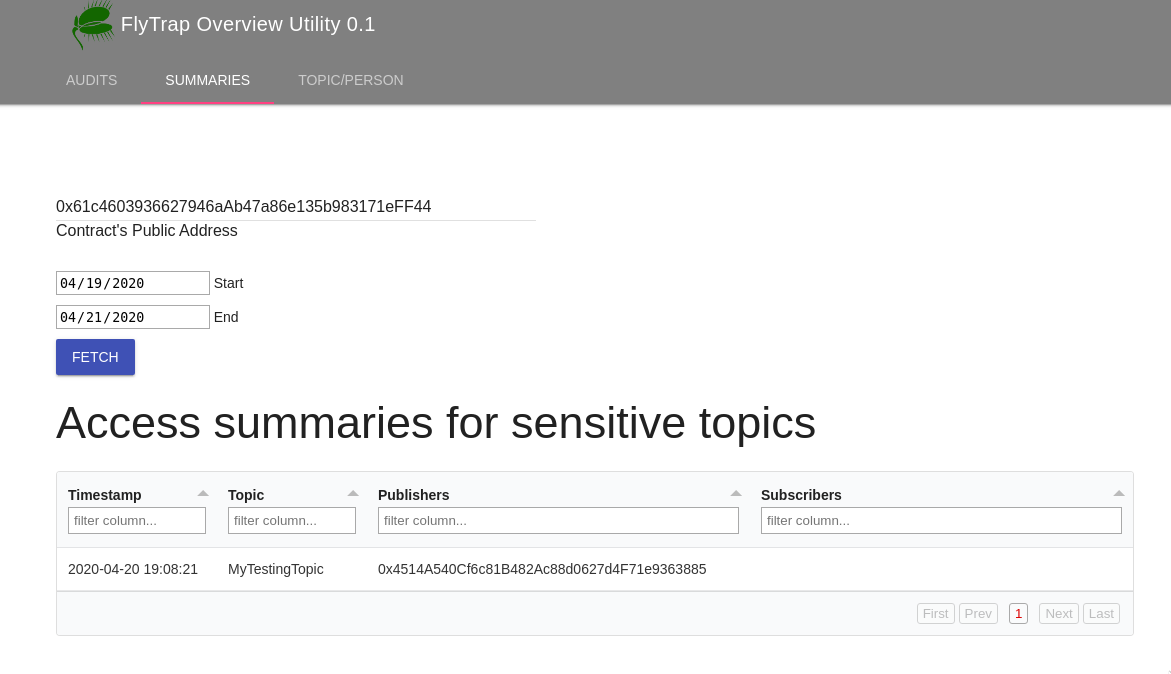 FlyTrap Overview Utility 0.1
AUDITS SUMMARIES TOPIC/PERSON
0x61c4603936627946aAb47a86e135b983171eFF44
Contract's Public Address
04/19/2020 Start
04/21/2020 End
FETCH
Access summaries for sensitive topics
Timestamp Topic Publishers Subscribers
filter column... filter column... filter column... filter column...
2020-04-20 19:08:21 MyTestingTopic 0x4514A540Cf6c81B482Ac88d0627d4F71e9363885
First Prev 1 Next Last